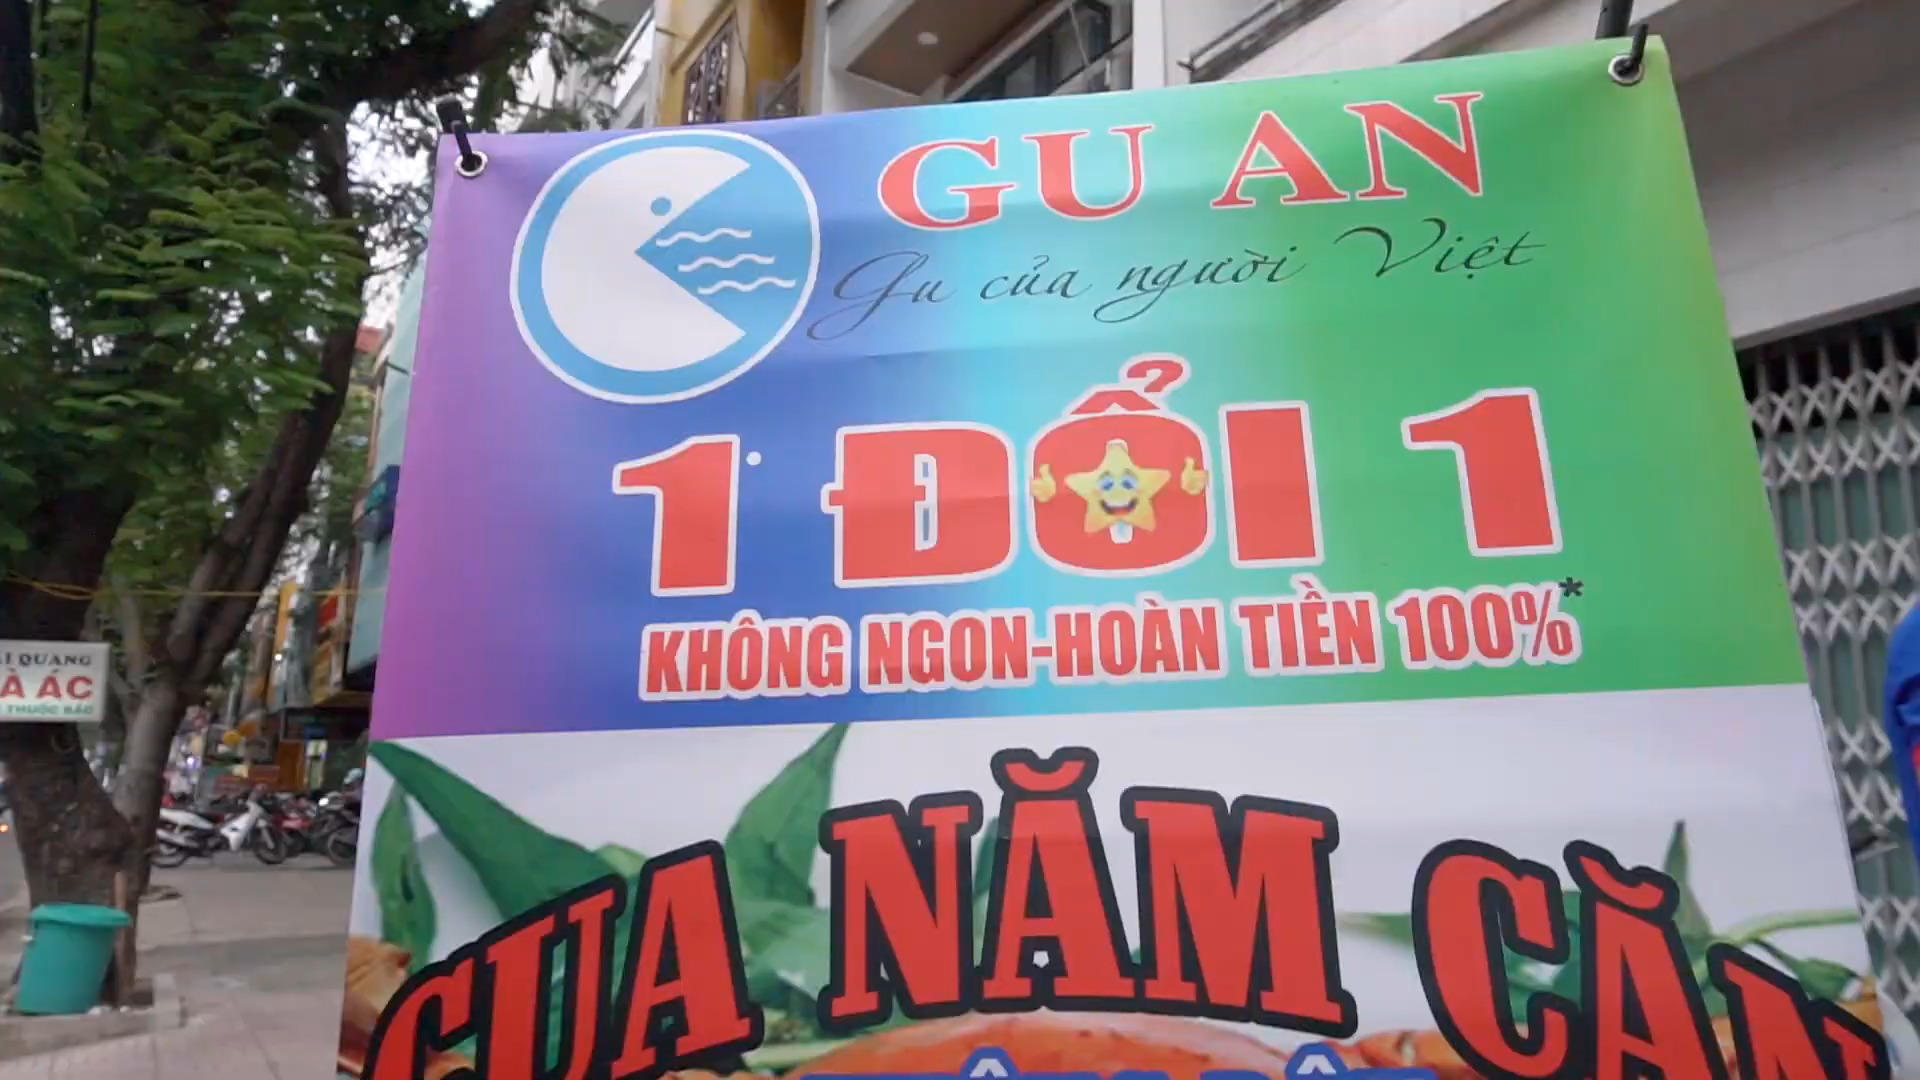 GU AN
Gu của người Việt
1 ĐỔI 1
KHÔNG NGON-HOÀN TIỀN 100%*
CUA NĂM CĂN
QUANG
À ÁC
THUỐC BẮC